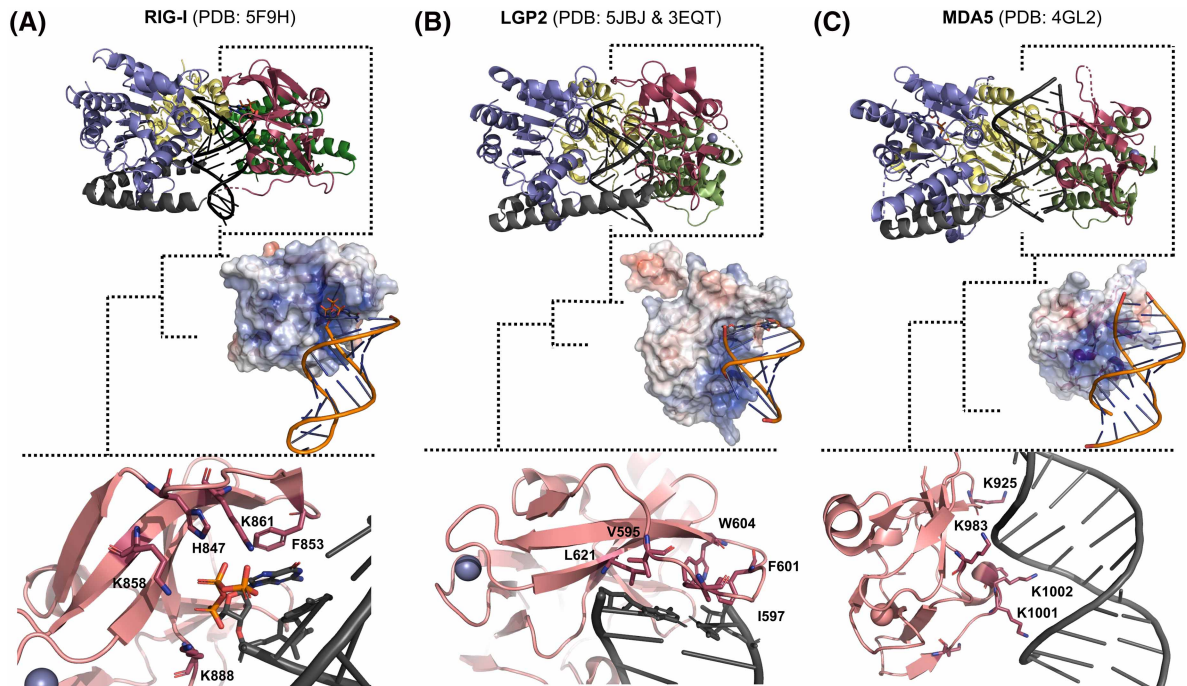 (A) RIG-I (PDB: 5F9H)
(B) LGP2 (PDB: 5JBJ & 3EQT)
(C) MDA5 (PDB: 4GL2)
K861
H847
F853
K858
K888
V595
W604
L621
F601
I597
K925
K983
K1002
K1001